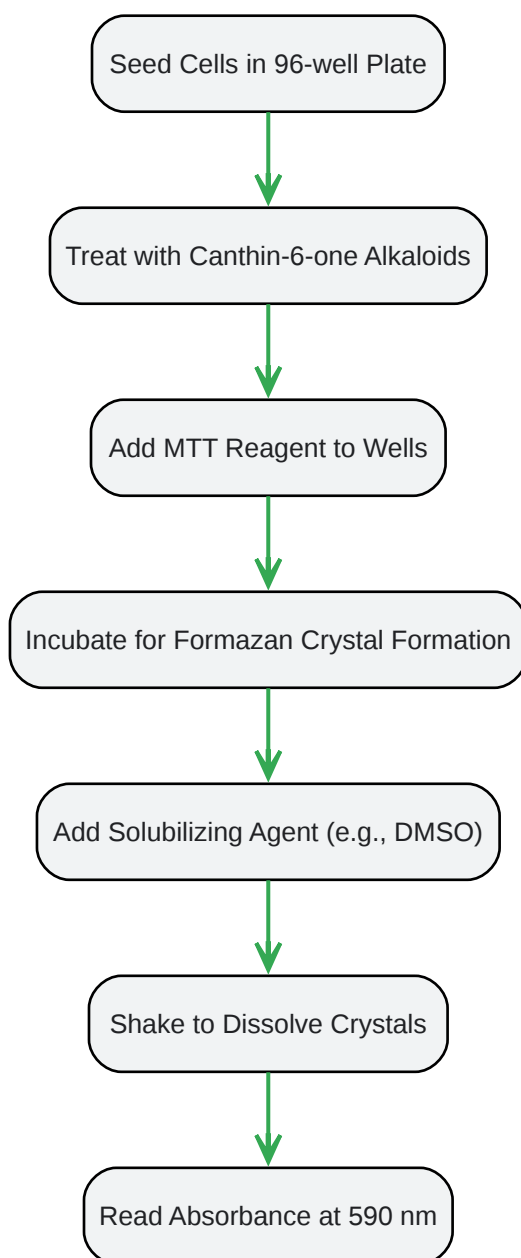 Seed Cells in 96-well Plate
Treat with Canthin-6-one Alkaloids
Add MTT Reagent to Wells
Incubate for Formazan Crystal Formation
Add Solubilizing Agent (e.g., DMSO)
Shake to Dissolve Crystals
Read Absorbance at 590 nm